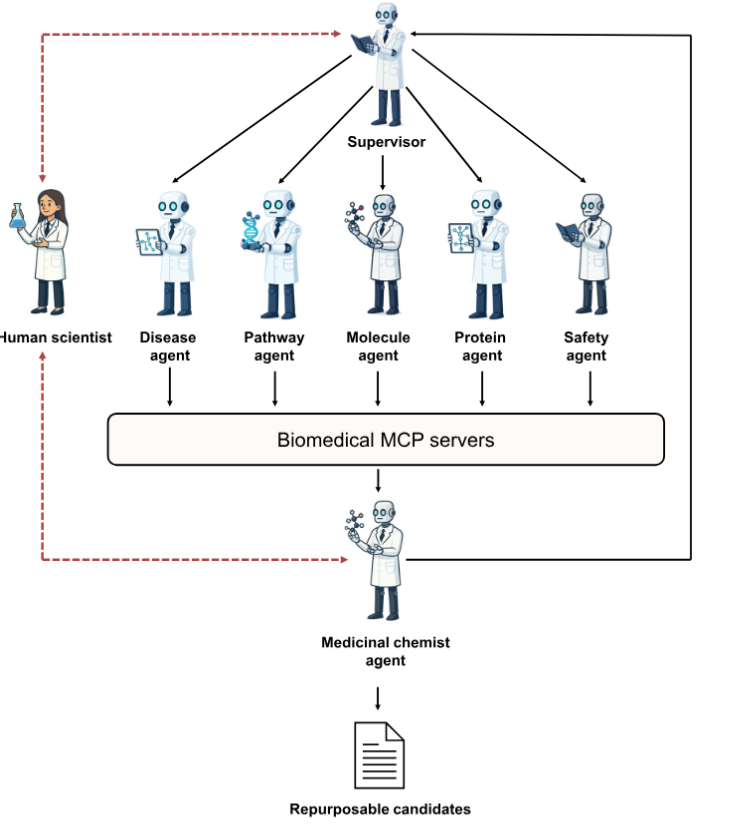 Supervisor
Human scientist
Disease
agent
Pathway
agent
Molecule
agent
Protein
agent
Safety
agent
Biomedical MCP servers
Medicinal chemist
agent
Repurposable candidates